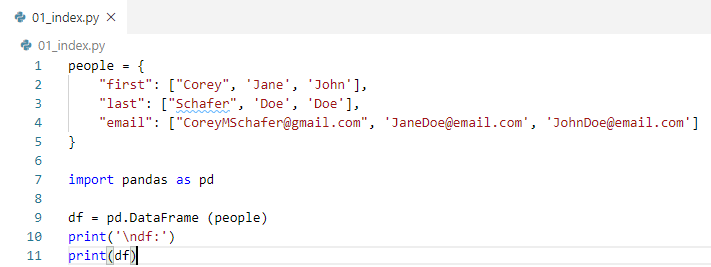 01_index.py ×
01_index.py
1 people = {
2     "first": ["Corey", 'Jane', 'John'],
3     "last": ["Schafer", 'Doe', 'Doe'],
4     "email": ["CoreyMSchafer@gmail.com", 'JaneDoe@email.com', 'JohnDoe@email.com']
5 }
6
7 import pandas as pd
8
9 df = pd.DataFrame (people)
10 print('\ndf:')
11 print(df)